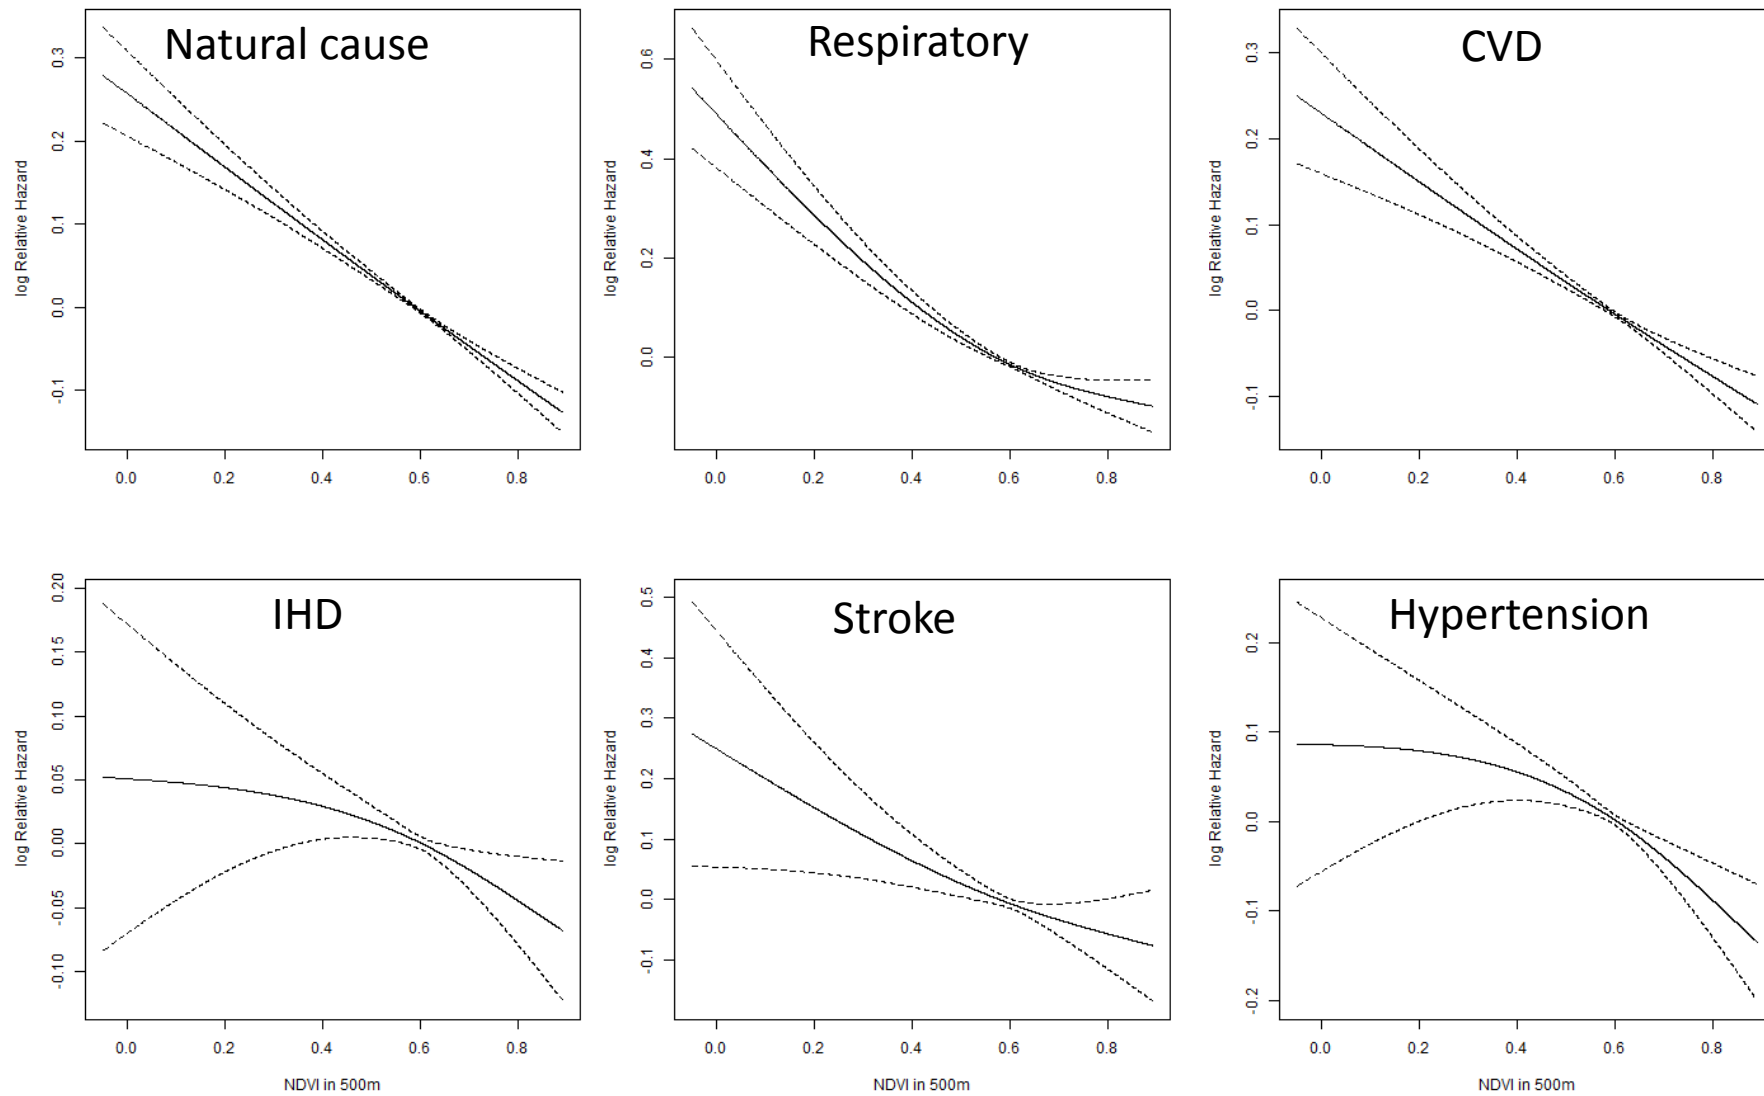 Natural cause
log Relative Hazard
0.3
0.2
0.1
0.0
-0.1
0.0 0.2 0.4 0.6 0.8
Respiratory
log Relative Hazard
0.6
0.4
0.2
0.0
0.0 0.2 0.4 0.6 0.8
CVD
log Relative Hazard
0.3
0.2
0.1
0.0
-0.1
0.0 0.2 0.4 0.6 0.8
IHD
log Relative Hazard
0.20
0.15
0.10
0.05
0.00
-0.05
-0.10
0.0 0.2 0.4 0.6 0.8
NDVI in 500m
Stroke
log Relative Hazard
0.5
0.4
0.3
0.2
0.1
0.0
-0.1
0.0 0.2 0.4 0.6 0.8
NDVI in 500m
Hypertension
log Relative Hazard
0.2
0.1
0.0
-0.1
-0.2
0.0 0.2 0.4 0.6 0.8
NDVI in 500m